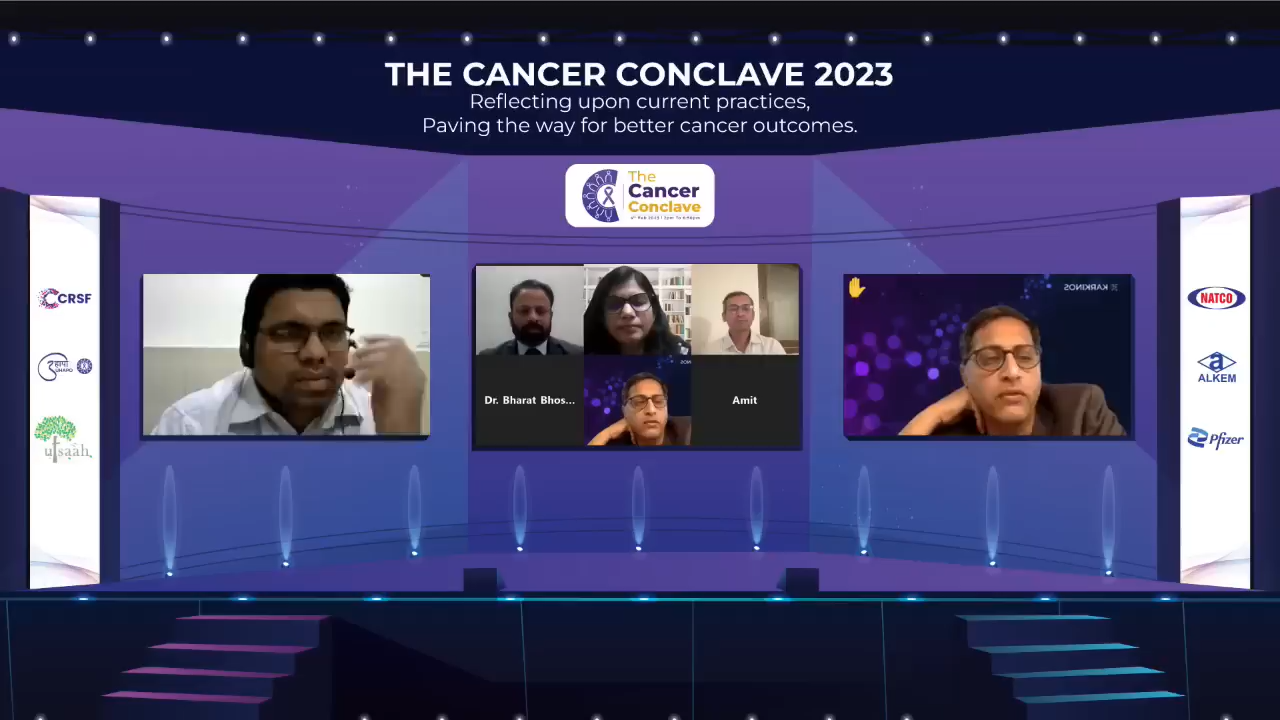 THE CANCER CONCLAVE 2023
Reflecting upon current practices,
Paving the way for better cancer outcomes.
The
Cancer
Conclave
CRSF
utsaah
Dr. Bharat Bhos...
Amit
KARKINOS
NATCO
ALKEM
Pfizer